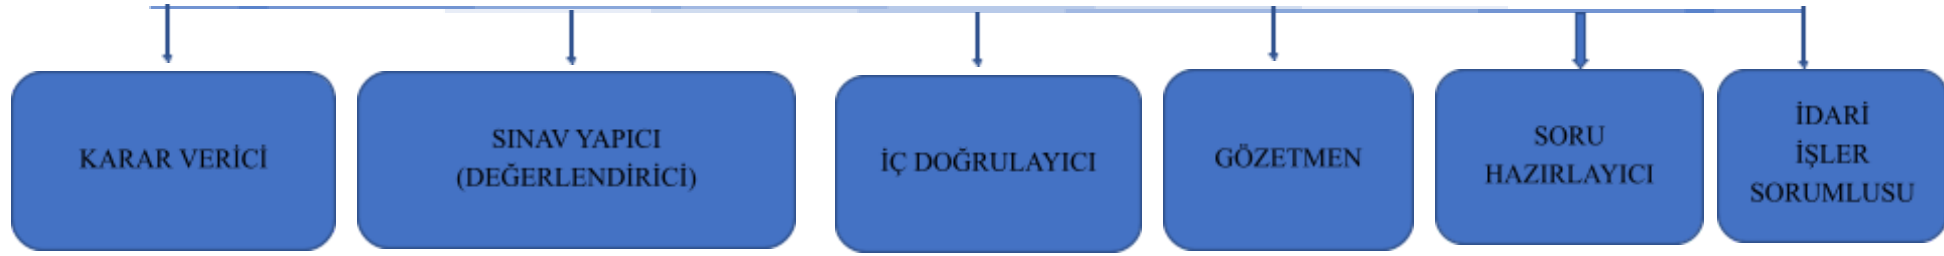 KARAR VERİCİ
SINAV YAPICI
(DEĞERLENDİRİCİ)
İÇ DOĞRULAYICI
GÖZETMEN
SORU
HAZIRLAYICI
İDARİ
İŞLER
SORUMLUSU